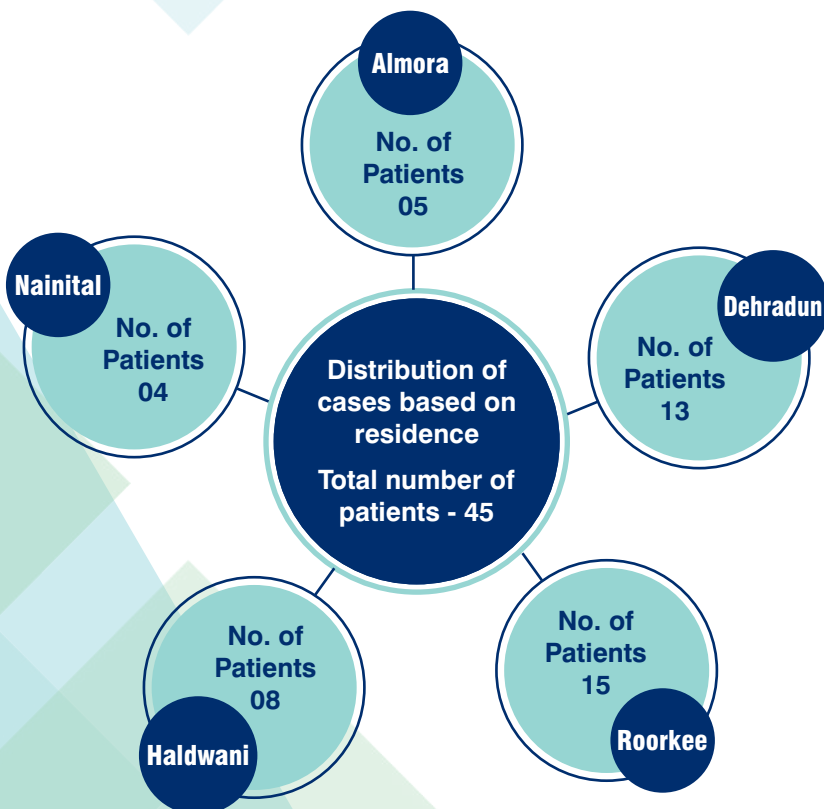 Almora
No. of
Patients
05
Nainital
No. of
Patients
04
Dehradun
No. of
Patients
13
Distribution of
cases based on
residence
Total number of
patients - 45
No. of
Patients
08
Haldwani
No. of
Patients
15
Roorkee